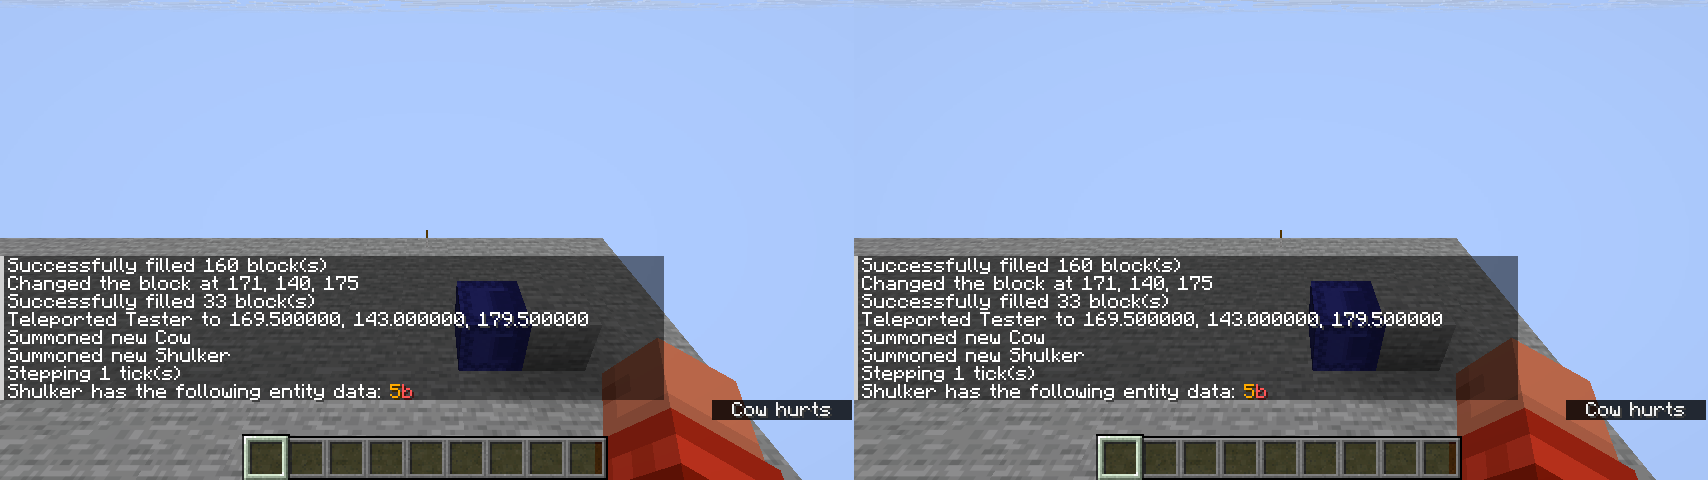 Successfully filled 160 block(s)
Changed the block at 171, 140, 175
Successfully filled 33 block(s)
Teleported Tester to 169.500000, 143.000000, 179.500000
Summoned new Cow
Summoned new Shulker
Stepping 1 tick(s)
Shulker has the following entity data: 5b
Cow hurts
Successfully filled 160 block(s)
Changed the block at 171, 140, 175
Successfully filled 33 block(s)
Teleported Tester to 169.500000, 143.000000, 179.500000
Summoned new Cow
Summoned new Shulker
Stepping 1 tick(s)
Shulker has the following entity data: 5b
Cow hurts